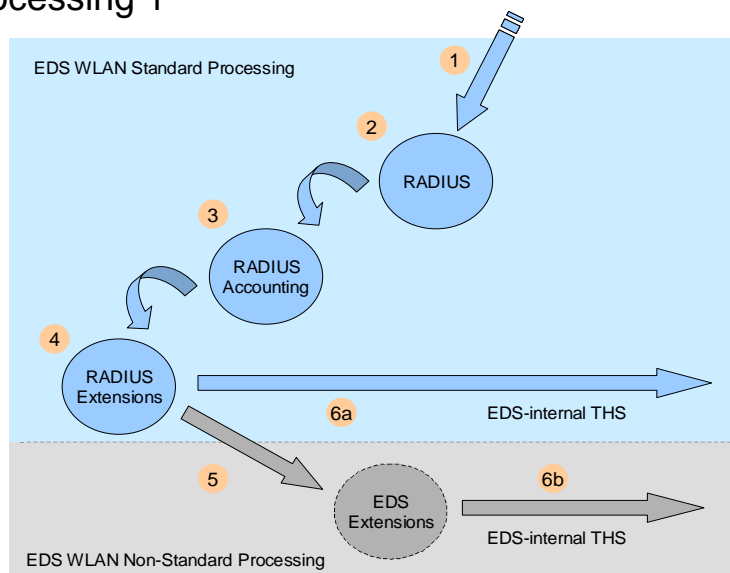 EDS WLAN Standard Processing
1
2
RADIUS
3
RADIUS
Accounting
4
RADIUS
Extensions
6a
EDS-internal THS
5
EDS
Extensions
6b
EDS-internal THS
EDS WLAN Non-Standard Processing